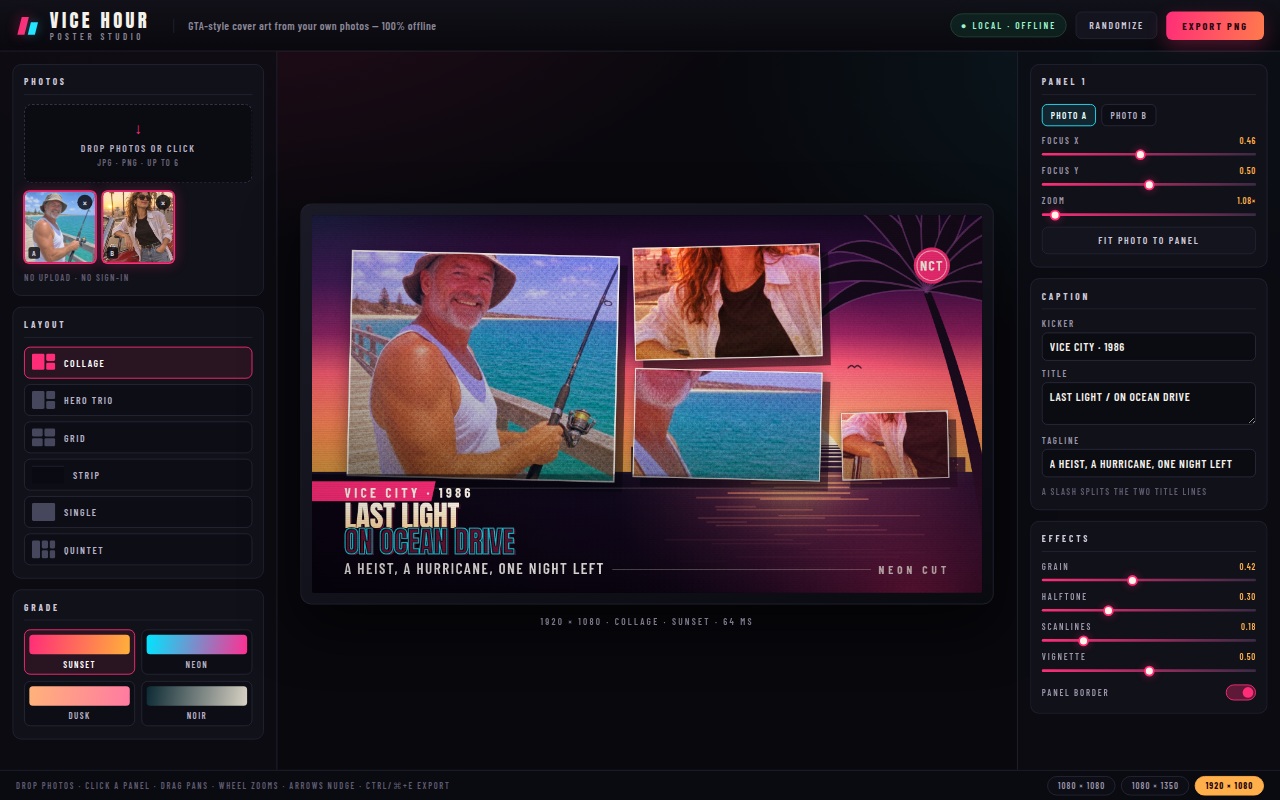 VICE HOUR
POSTER STUDIO
GTA-style cover art from your own photos — 100% offline
LOCAL · OFFLINE
RANDOMIZE
EXPORT PNG
PHOTOS
↓
DROP PHOTOS OR CLICK
JPG · PNG · UP TO 6
A
×
B
×
NO UPLOAD · NO SIGN-IN
LAYOUT
COLLAGE
HERO TRIO
GRID
STRIP
SINGLE
QUINTET
GRADE
SUNSET
NEON
DUSK
NOIR
NCT
VICE CITY · 1986
LAST LIGHT
ON OCEAN DRIVE
A HEIST, A HURRICANE, ONE NIGHT LEFT
NEON CUT
1920 × 1080 · COLLAGE · SUNSET · 64 MS
PANEL 1
PHOTO A
PHOTO B
FOCUS X 0.46
FOCUS Y 0.50
ZOOM 1.08×
FIT PHOTO TO PANEL
CAPTION
KICKER
VICE CITY · 1986
TITLE
LAST LIGHT / ON OCEAN DRIVE
TAGLINE
A HEIST, A HURRICANE, ONE NIGHT LEFT
A SLASH SPLITS THE TWO TITLE LINES
EFFECTS
GRAIN 0.42
HALFTONE 0.30
SCANLINES 0.18
VIGNETTE 0.50
PANEL BORDER
DROP PHOTOS · CLICK A PANEL · DRAG PANS · WHEEL ZOOMS · ARROWS NUDGE · CTRL/⌘+E EXPORT
1080 × 1080
1080 × 1350
1920 × 1080